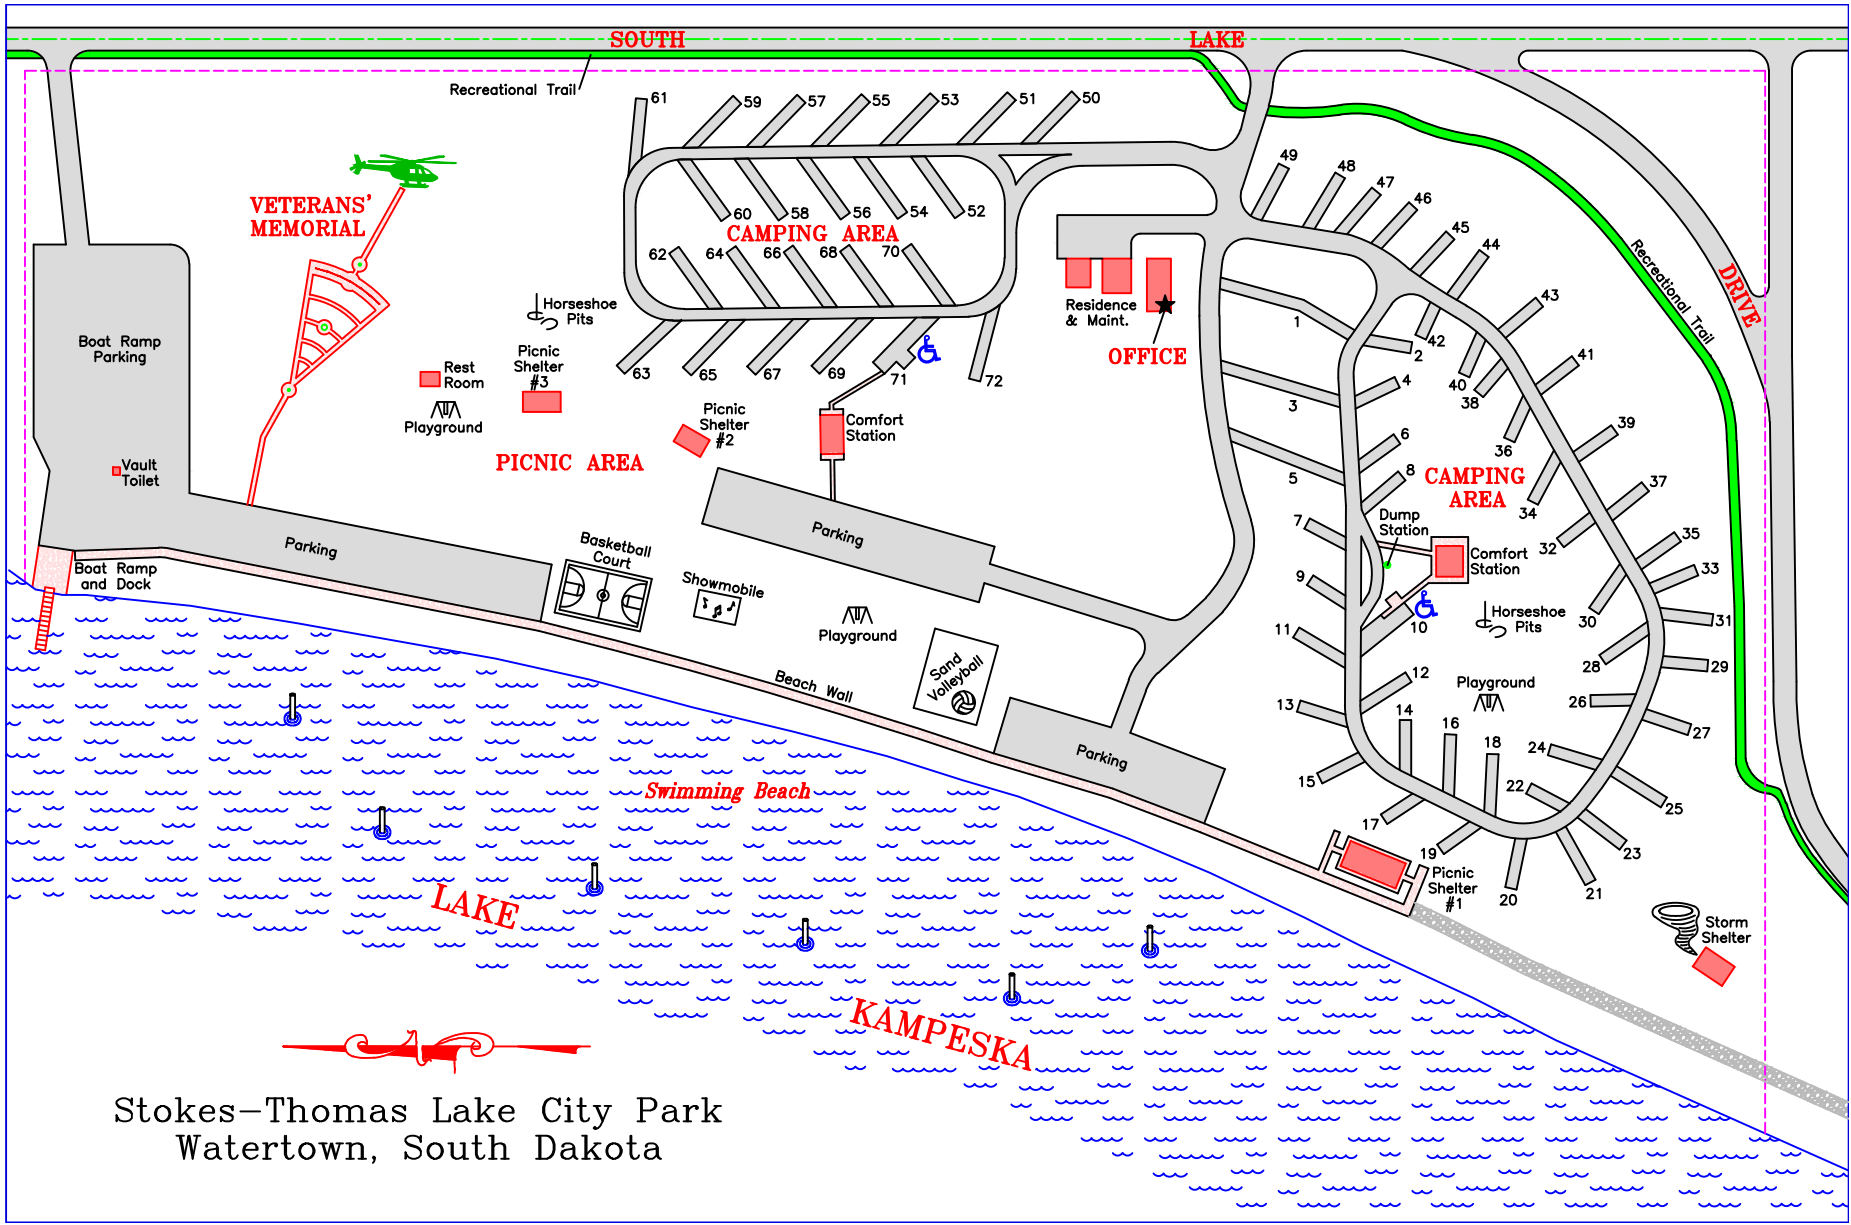 SOUTH LAKE
Recreational Trail
61 59 57 55 53 51 50
49 48 47 46 45 44 43
VETERANS'
MEMORIAL
60 58 56 54 52
CAMPING AREA
62 64 66 68 70
Recreational Trail
DRIVE
Horseshoe
Pits
Residence
& Maint.
OFFICE
1
2
42
Boat Ramp
Parking
Picnic
Shelter
#3
Rest
Room
Playground
63 65 67 69 71 72
3
4
40
38
41
Picnic
Shelter
#2
Comfort
Station
PICNIC AREA
5
6
36
39
8
CAMPING
AREA
37
34
Vault
Toilet
7
Dump
Station
32
35
Parking
Parking
Comfort
Station
33
Basketball
Court
Boat Ramp
and Dock
Showmobile
9
10
Horseshoe
Pits
30
31
Playground
11
28
29
Sand
Volleyball
Beach Wall
12
Playground
13
14
16
26
27
18
24
Parking
15
22
25
Swimming Beach
17
19
23
Picnic
Shelter
#1
20
21
LAKE
Storm
Shelter
KAMPESKA
Stokes-Thomas Lake City Park
Watertown, South Dakota